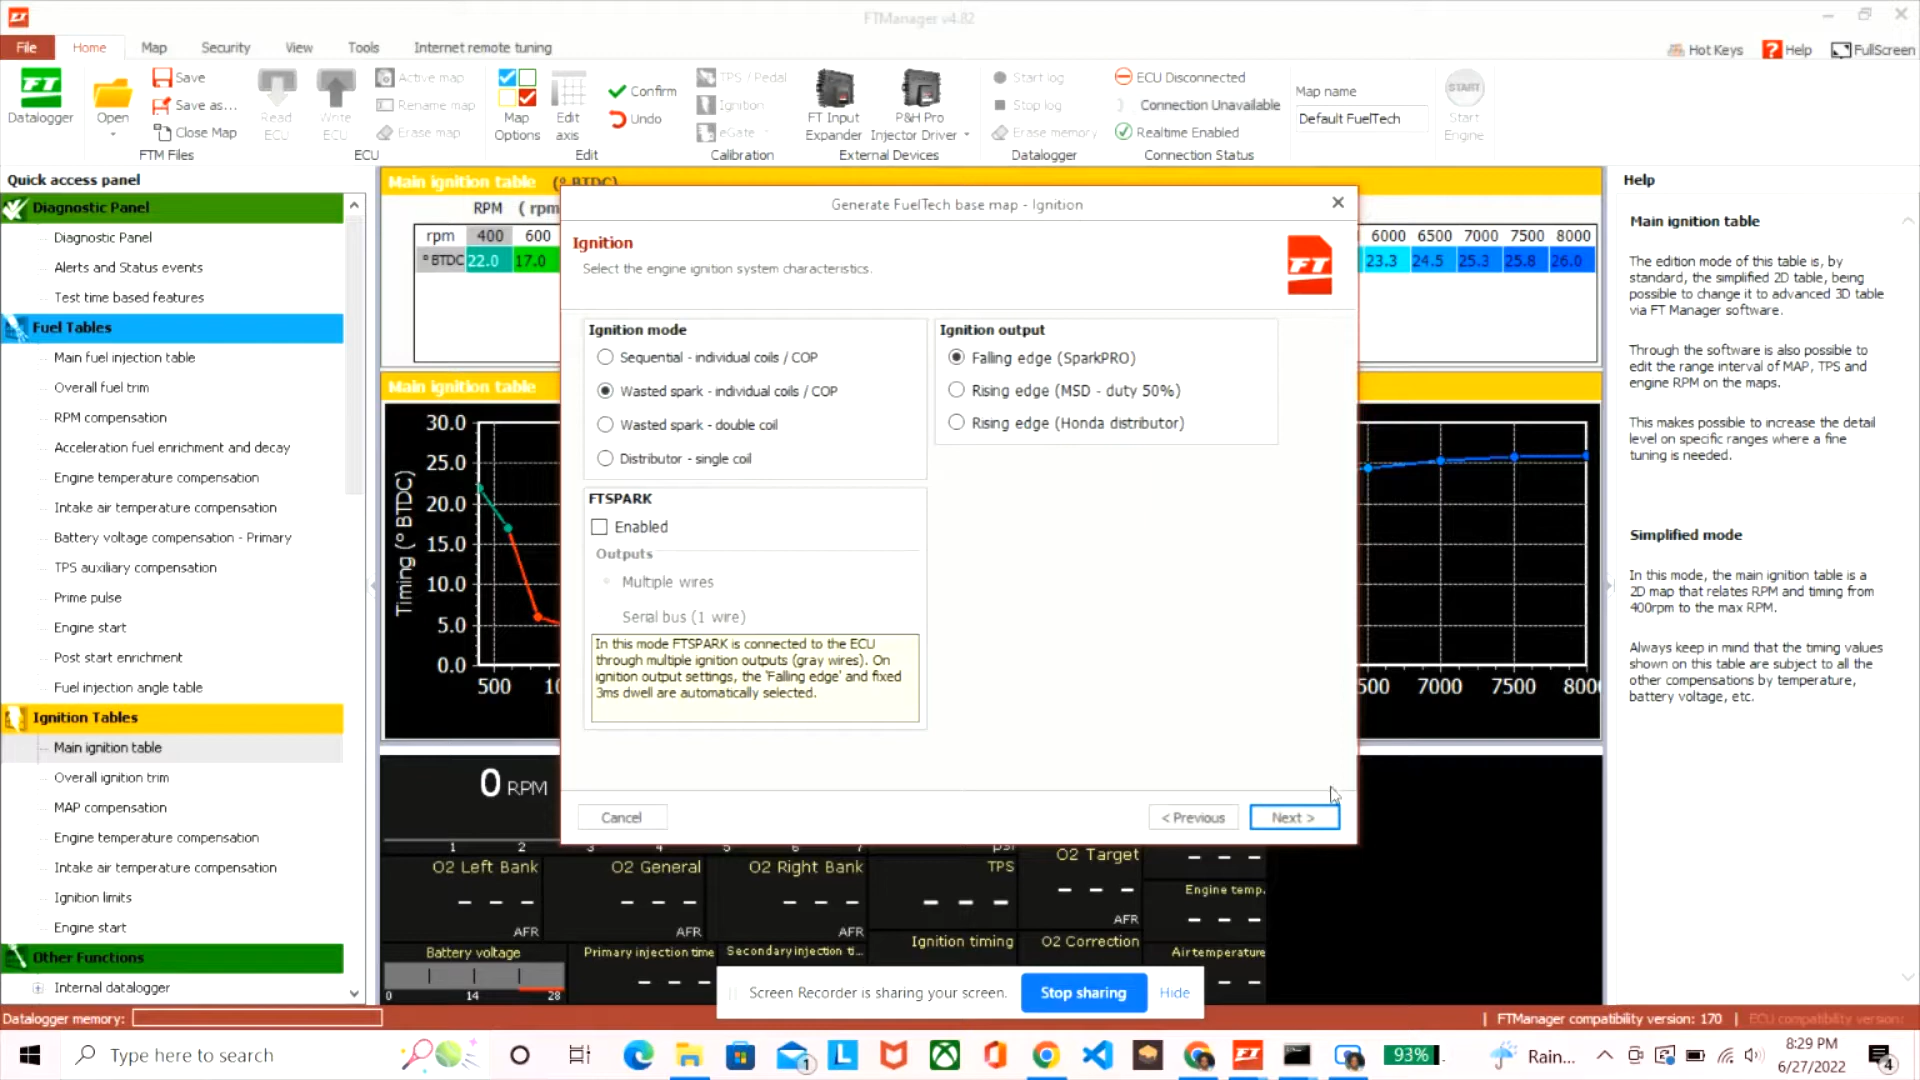 FTManager v4.82
File
Home
Map
Security
View
Tools
Internet remote tuning
Hot Keys
Help
FullScreen
Datalogger
Open
Save
Save as...
Close Map
FTM Files
Read ECU
Write ECU
Active map
Rename map
Erase map
ECU
Map Options
Edit axis
Confirm
Undo
Edit
TPS / Pedal
Ignition
eGate
Calibration
FT Input Expander
P&H Pro Injector Driver
External Devices
Start log
Stop log
Erase memory
Datalogger
ECU Disconnected
Connection Unavailable
Realtime Enabled
Connection Status
Map name
Default FuelTech
START
Start Engine
Quick access panel
Diagnostic Panel
Diagnostic Panel
Alerts and Status events
Test time based features
Fuel Tables
Main fuel injection table
Overall fuel trim
RPM compensation
Acceleration fuel enrichment and decay
Engine temperature compensation
Intake air temperature compensation
Battery voltage compensation - Primary
TPS auxiliary compensation
Prime pulse
Engine start
Post start enrichment
Fuel injection angle table
Ignition Tables
Main ignition table
Overall ignition trim
MAP compensation
Engine temperature compensation
Intake air temperature compensation
Ignition limits
Engine start
Other Functions
Internal datalogger
Main ignition table (° BTDC)
RPM ( rpm
rpm 400 600
6000 6500 7000 7500 8000
° BTDC 22.0 17.0
23.3 24.5 25.3 25.8 26.0
Main ignition table
Timing (° BTDC)
30.0
25.0
20.0
15.0
10.0
5.0
0.0
500 10
500 7000 7500 800
Generate FuelTech base map - Ignition
Ignition
Select the engine ignition system characteristics.
FT
Ignition mode
Sequential - individual coils / COP
Wasted spark - individual coils / COP
Wasted spark - double coil
Distributor - single coil
Ignition output
Falling edge (SparkPRO)
Rising edge (MSD - duty 50%)
Rising edge (Honda distributor)
FTSPARK
Enabled
Outputs
Multiple wires
Serial bus (1 wire)
In this mode FTSPARK is connected to the ECU
through multiple ignition outputs (gray wires). On
ignition output settings, the 'Falling edge' and fixed
3ms dwell are automatically selected.
Cancel
< Previous
Next >
0 RPM
1 2 3 4 5 6 7
psi
O2 Left Bank
--- AFR
O2 General
--- AFR
O2 Right Bank
--- AFR
TPS
---
O2 Target
--- AFR
---
Engine temp.
---
Battery voltage
0 14 28
Primary injection time
---
Secondary injection ti...
Ignition timing
O2 Correction
Air temperature
Screen Recorder is sharing your screen.
Stop sharing
Hide
Help
Main ignition table
The edition mode of this table is, by
standard, the simplified 2D table, being
possible to change it to advanced 3D table
via FT Manager software.
Through the software is also possible to
edit the range interval of MAP, TPS and
engine RPM on the maps.
This makes possible to increase the detail
level on specific ranges where a fine
tuning is needed.
Simplified mode
In this mode, the main ignition table is a
2D map that relates RPM and timing from
400rpm to the max RPM.
Always keep in mind that the timing values
shown on this table are subject to all the
other compensations by temperature,
battery voltage, etc.
Datalogger memory:
| FTManager compatibility version: 170 | ECU compatibility version:
Type here to search
1
93%
Rain...
8:29 PM
6/27/2022
4